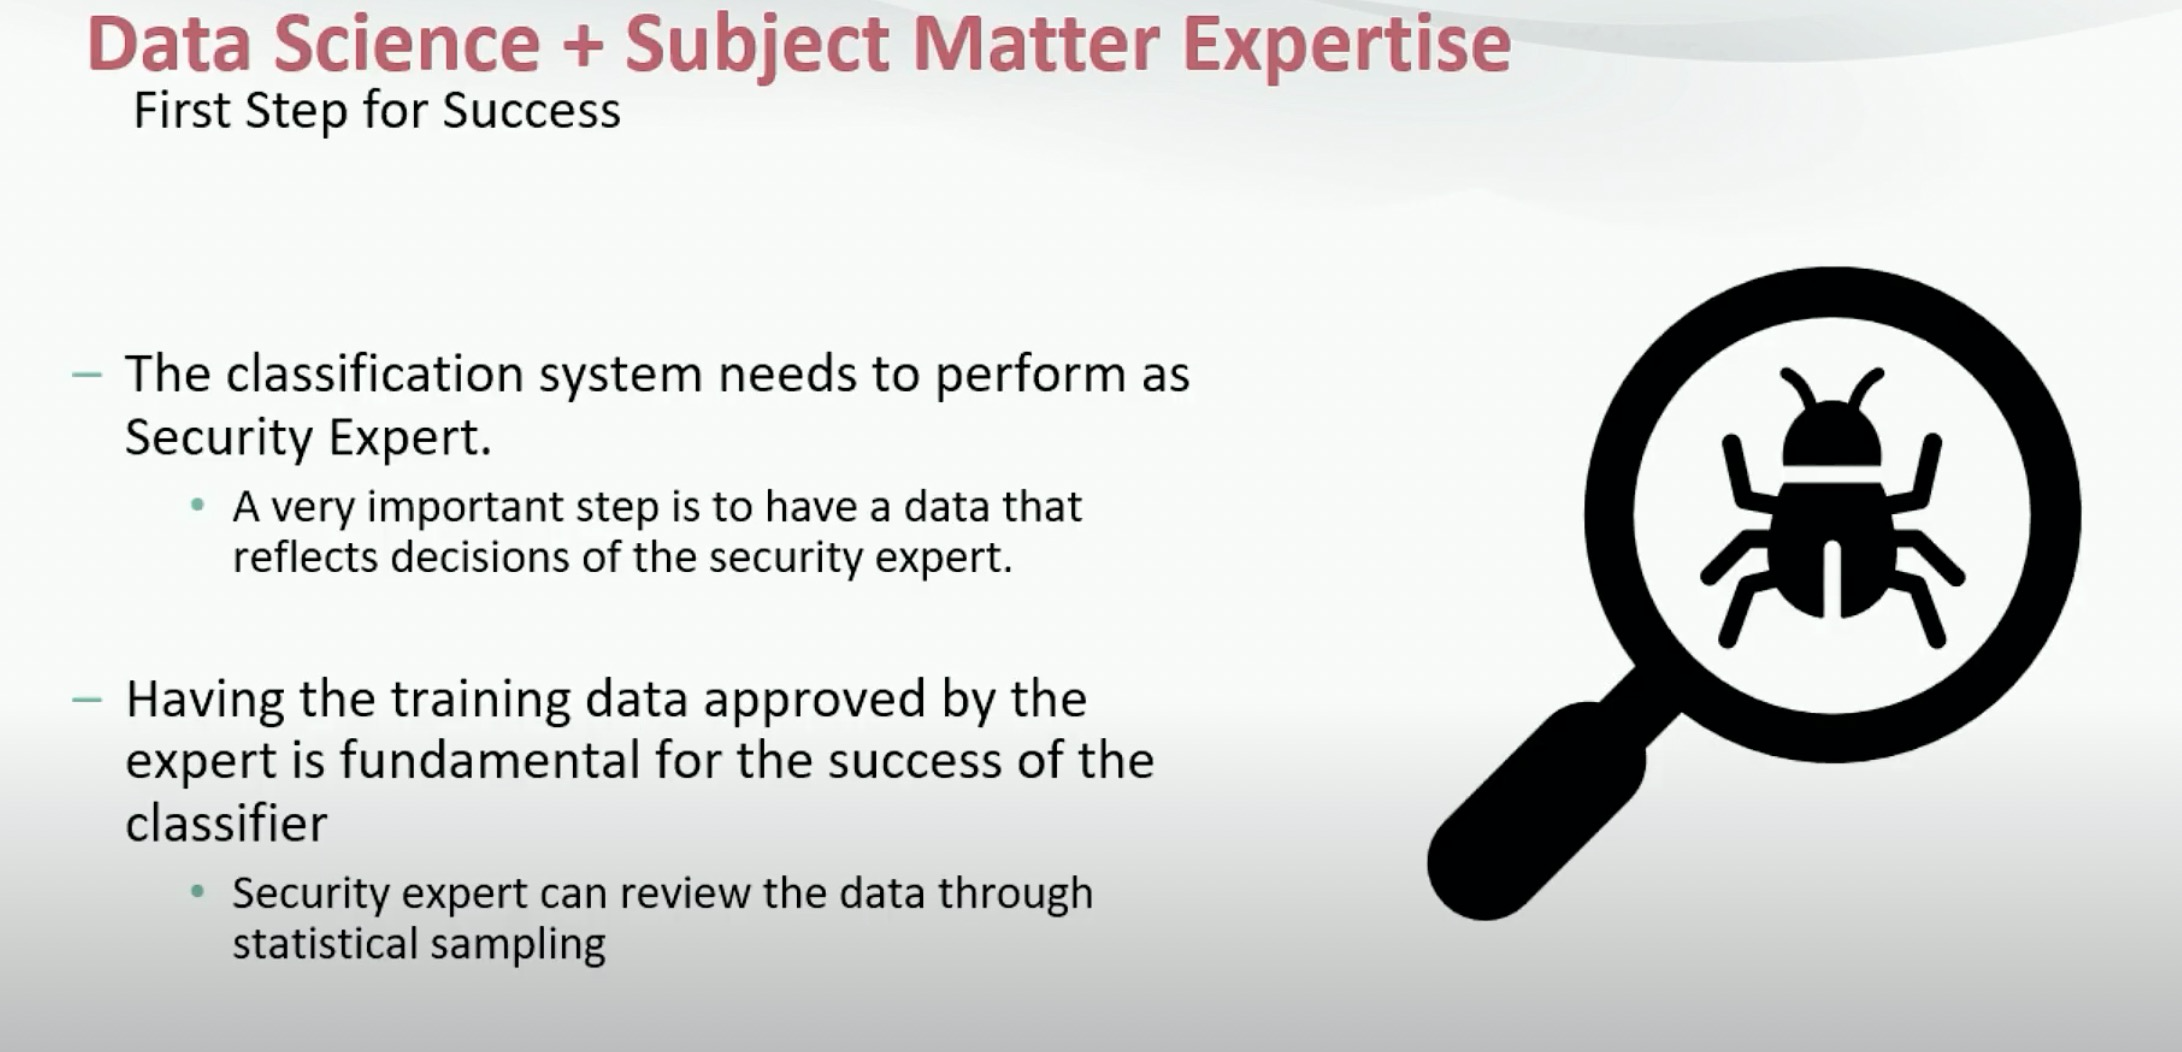 Data Science + Subject Matter Expertise
First Step for Success
– The classification system needs to perform as
Security Expert.
• A very important step is to have a data that
reflects decisions of the security expert.
– Having the training data approved by the
expert is fundamental for the success of the
classifier
• Security expert can review the data through
statistical sampling